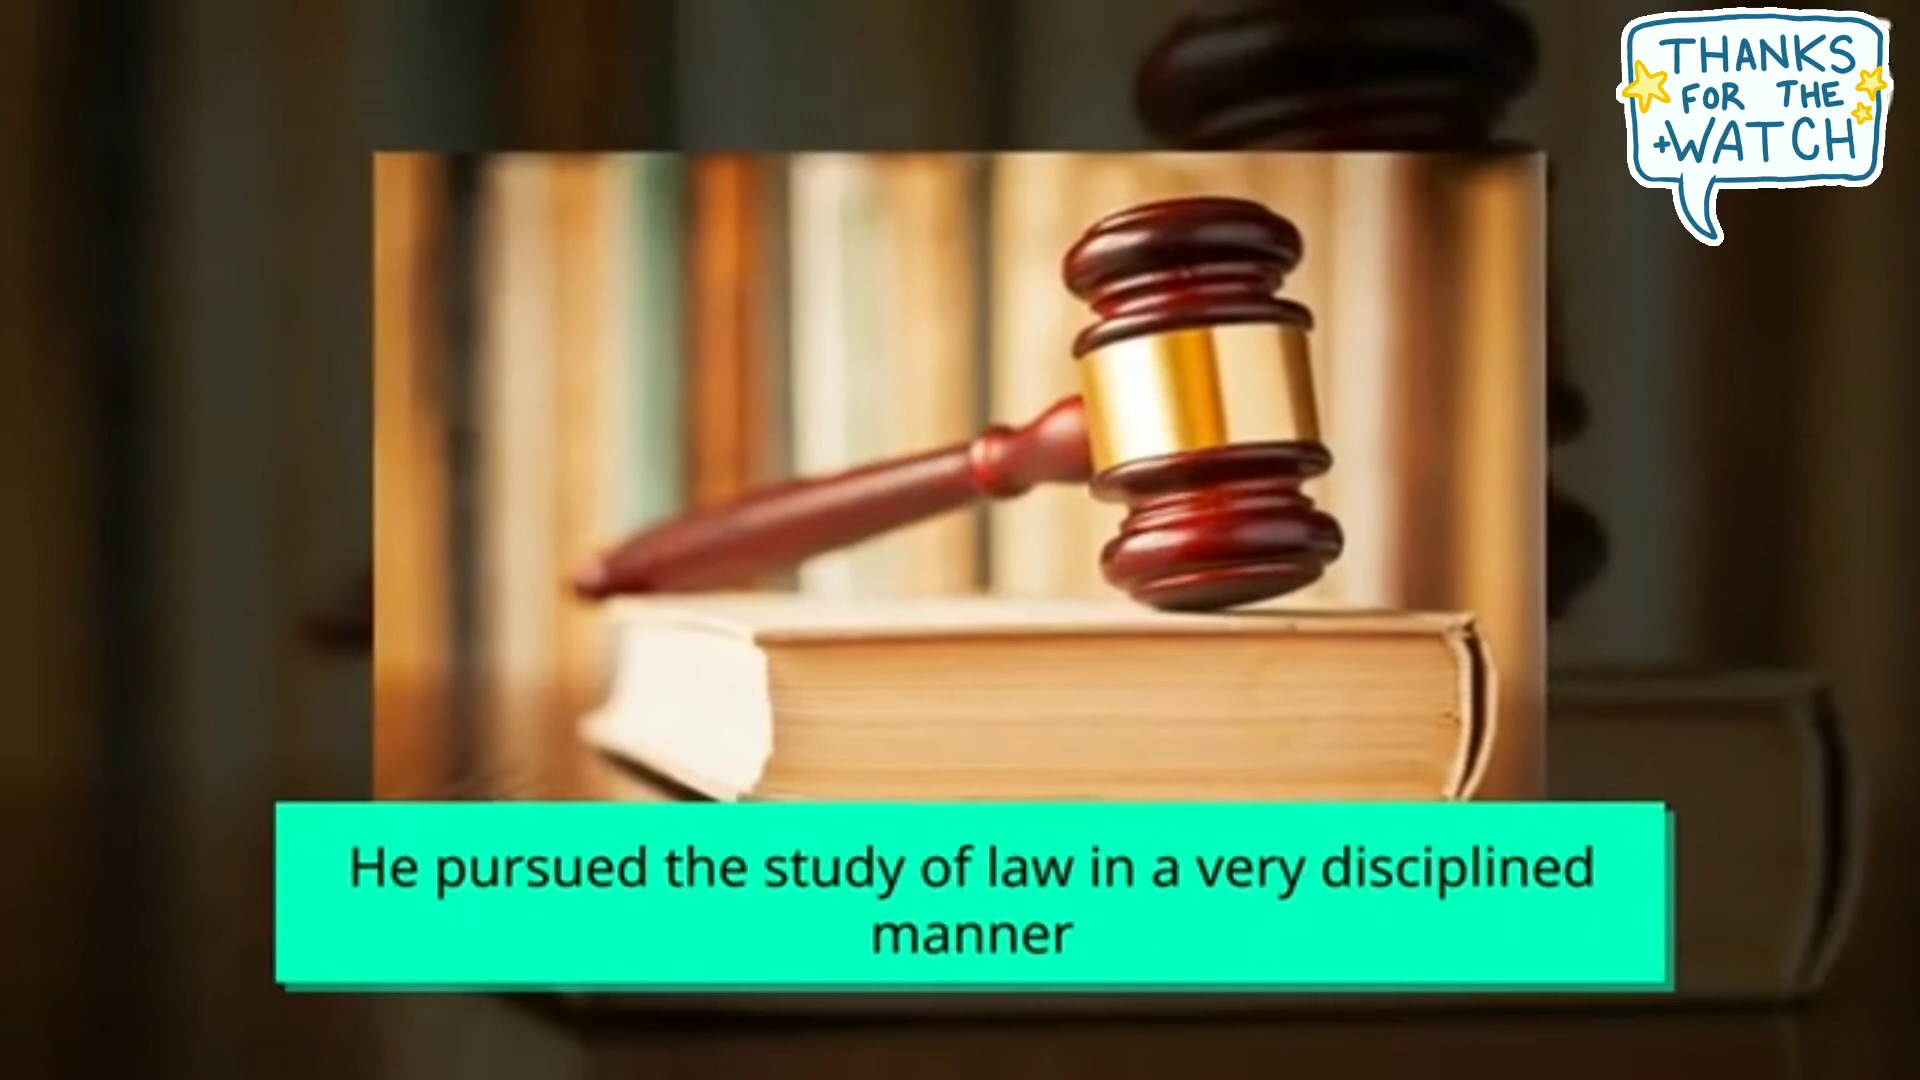 THANKS
FOR THE
WATCH
He pursued the study of law in a very disciplined
manner